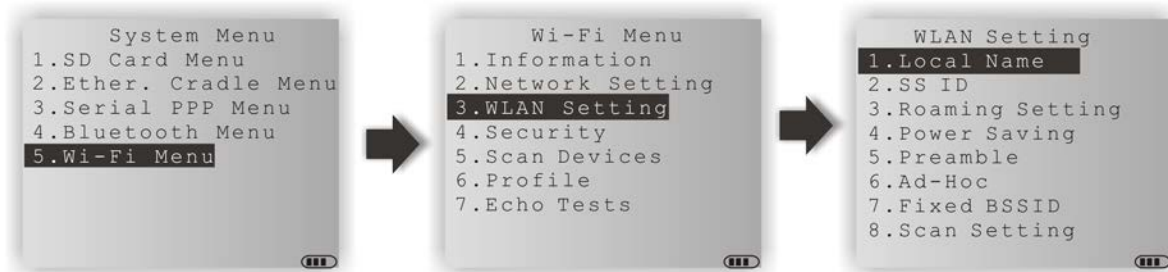 System Menu
1.SD Card Menu
2.Ether. Cradle Menu
3.Serial PPP Menu
4.Bluetooth Menu
5.Wi-Fi Menu
Wi-Fi Menu
1.Information
2.Network Setting
3.WLAN Setting
4.Security
5.Scan Devices
6.Profile
7.Echo Tests
WLAN Setting
1.Local Name
2.SS ID
3.Roaming Setting
4.Power Saving
5.Preamble
6.Ad-Hoc
7.Fixed BSSID
8.Scan Setting